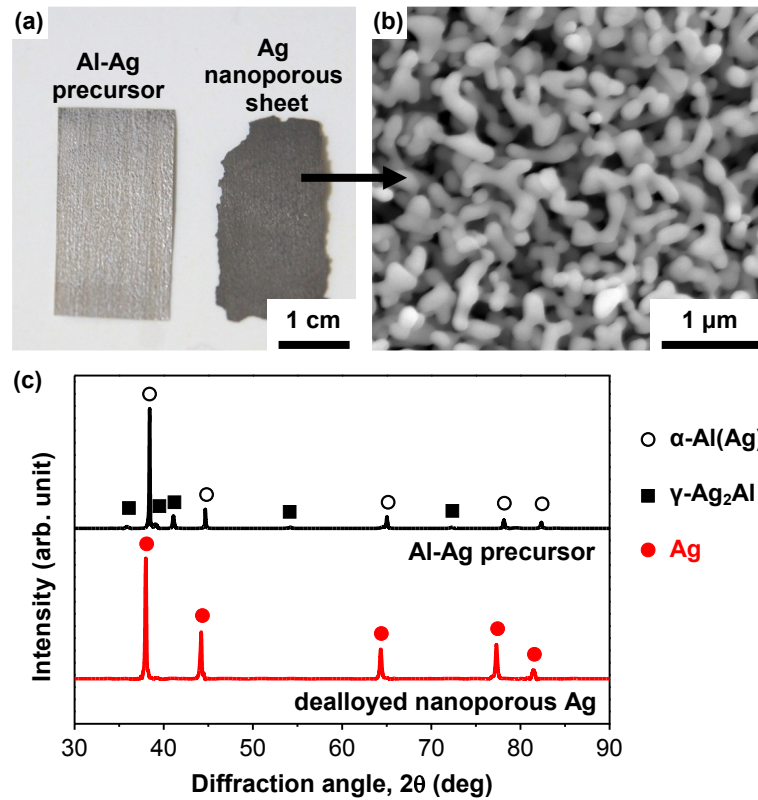 (a)
Al-Ag
precursor
Ag
nanoporous
sheet
1 cm
(b)
1 µm
(c)
Intensity (arb. unit)
Al-Ag precursor
dealloyed nanoporous Ag
30 40 50 60 70 80 90
Diffraction angle, 2θ (deg)
α-Al(Ag)
γ-Ag₂Al
Ag